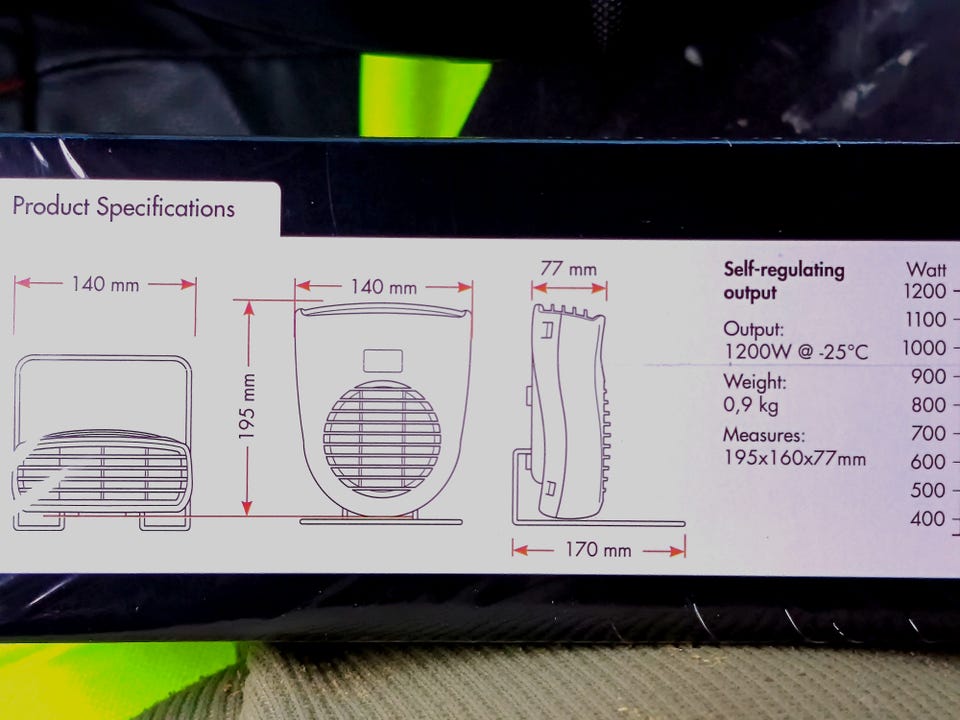 Product Specifications
140 mm
140 mm
77 mm
195 mm
170 mm
Self-regulating
output
Output:
1200W @ -25°C
Weight:
0,9 kg
Measures:
195x160x77mm
Watt
1200
1100
1000
900
800
700
600
500
400